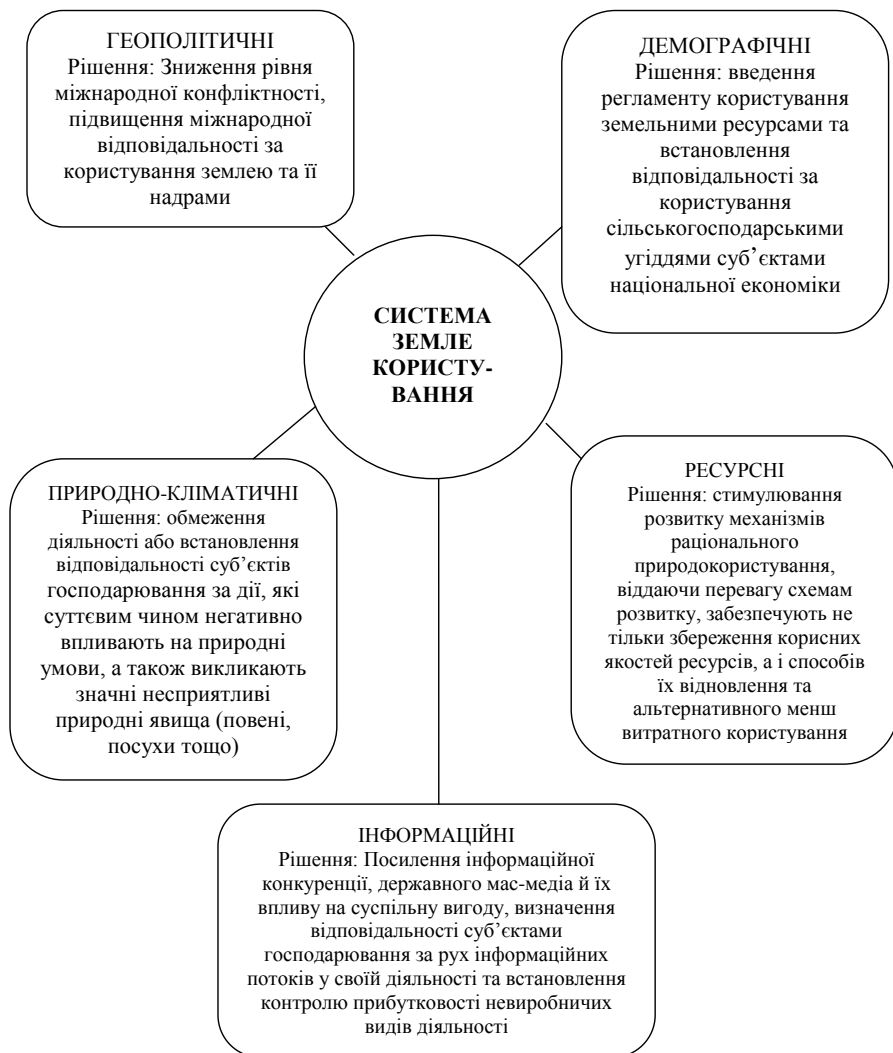 ГЕОПОЛІТИЧНІ
Рішення: Зниження рівня
міжнародної конфліктності,
підвищення міжнародної
відповідальності за
користування землею та її
надрами
ДЕМОГРАФІЧНІ
Рішення: введення
регламенту користування
земельними ресурсами та
встановлення
відповідальності за
користування
сільськогосподарськими
угіддями суб’єктами
національної економіки
СИСТЕМА
ЗЕМЛЕ
КОРИСТУ-
ВАННЯ
ПРИРОДНО-КЛІМАТИЧНІ
Рішення: обмеження
діяльності або встановлення
відповідальності суб’єктів
господарювання за дії, які
суттєвим чином негативно
впливають на природні
умови, а також викликають
значні несприятливі
природні явища (повені,
посухи тощо)
РЕСУРСНІ
Рішення: стимулювання
розвитку механізмів
раціонального
природокористування,
віддаючи перевагу схемам
розвитку, забезпечують не
тільки збереження корисних
якостей ресурсів, а і способів
їх відновлення та
альтернативного менш
витратного користування
ІНФОРМАЦІЙНІ
Рішення: Посилення інформаційної
конкуренції, державного мас-медіа й їх
впливу на суспільну вигоду, визначення
відповідальності суб’єктами
господарювання за рух інформаційних
потоків у своїй діяльності та встановлення
контролю прибутковості невиробничих
видів діяльності